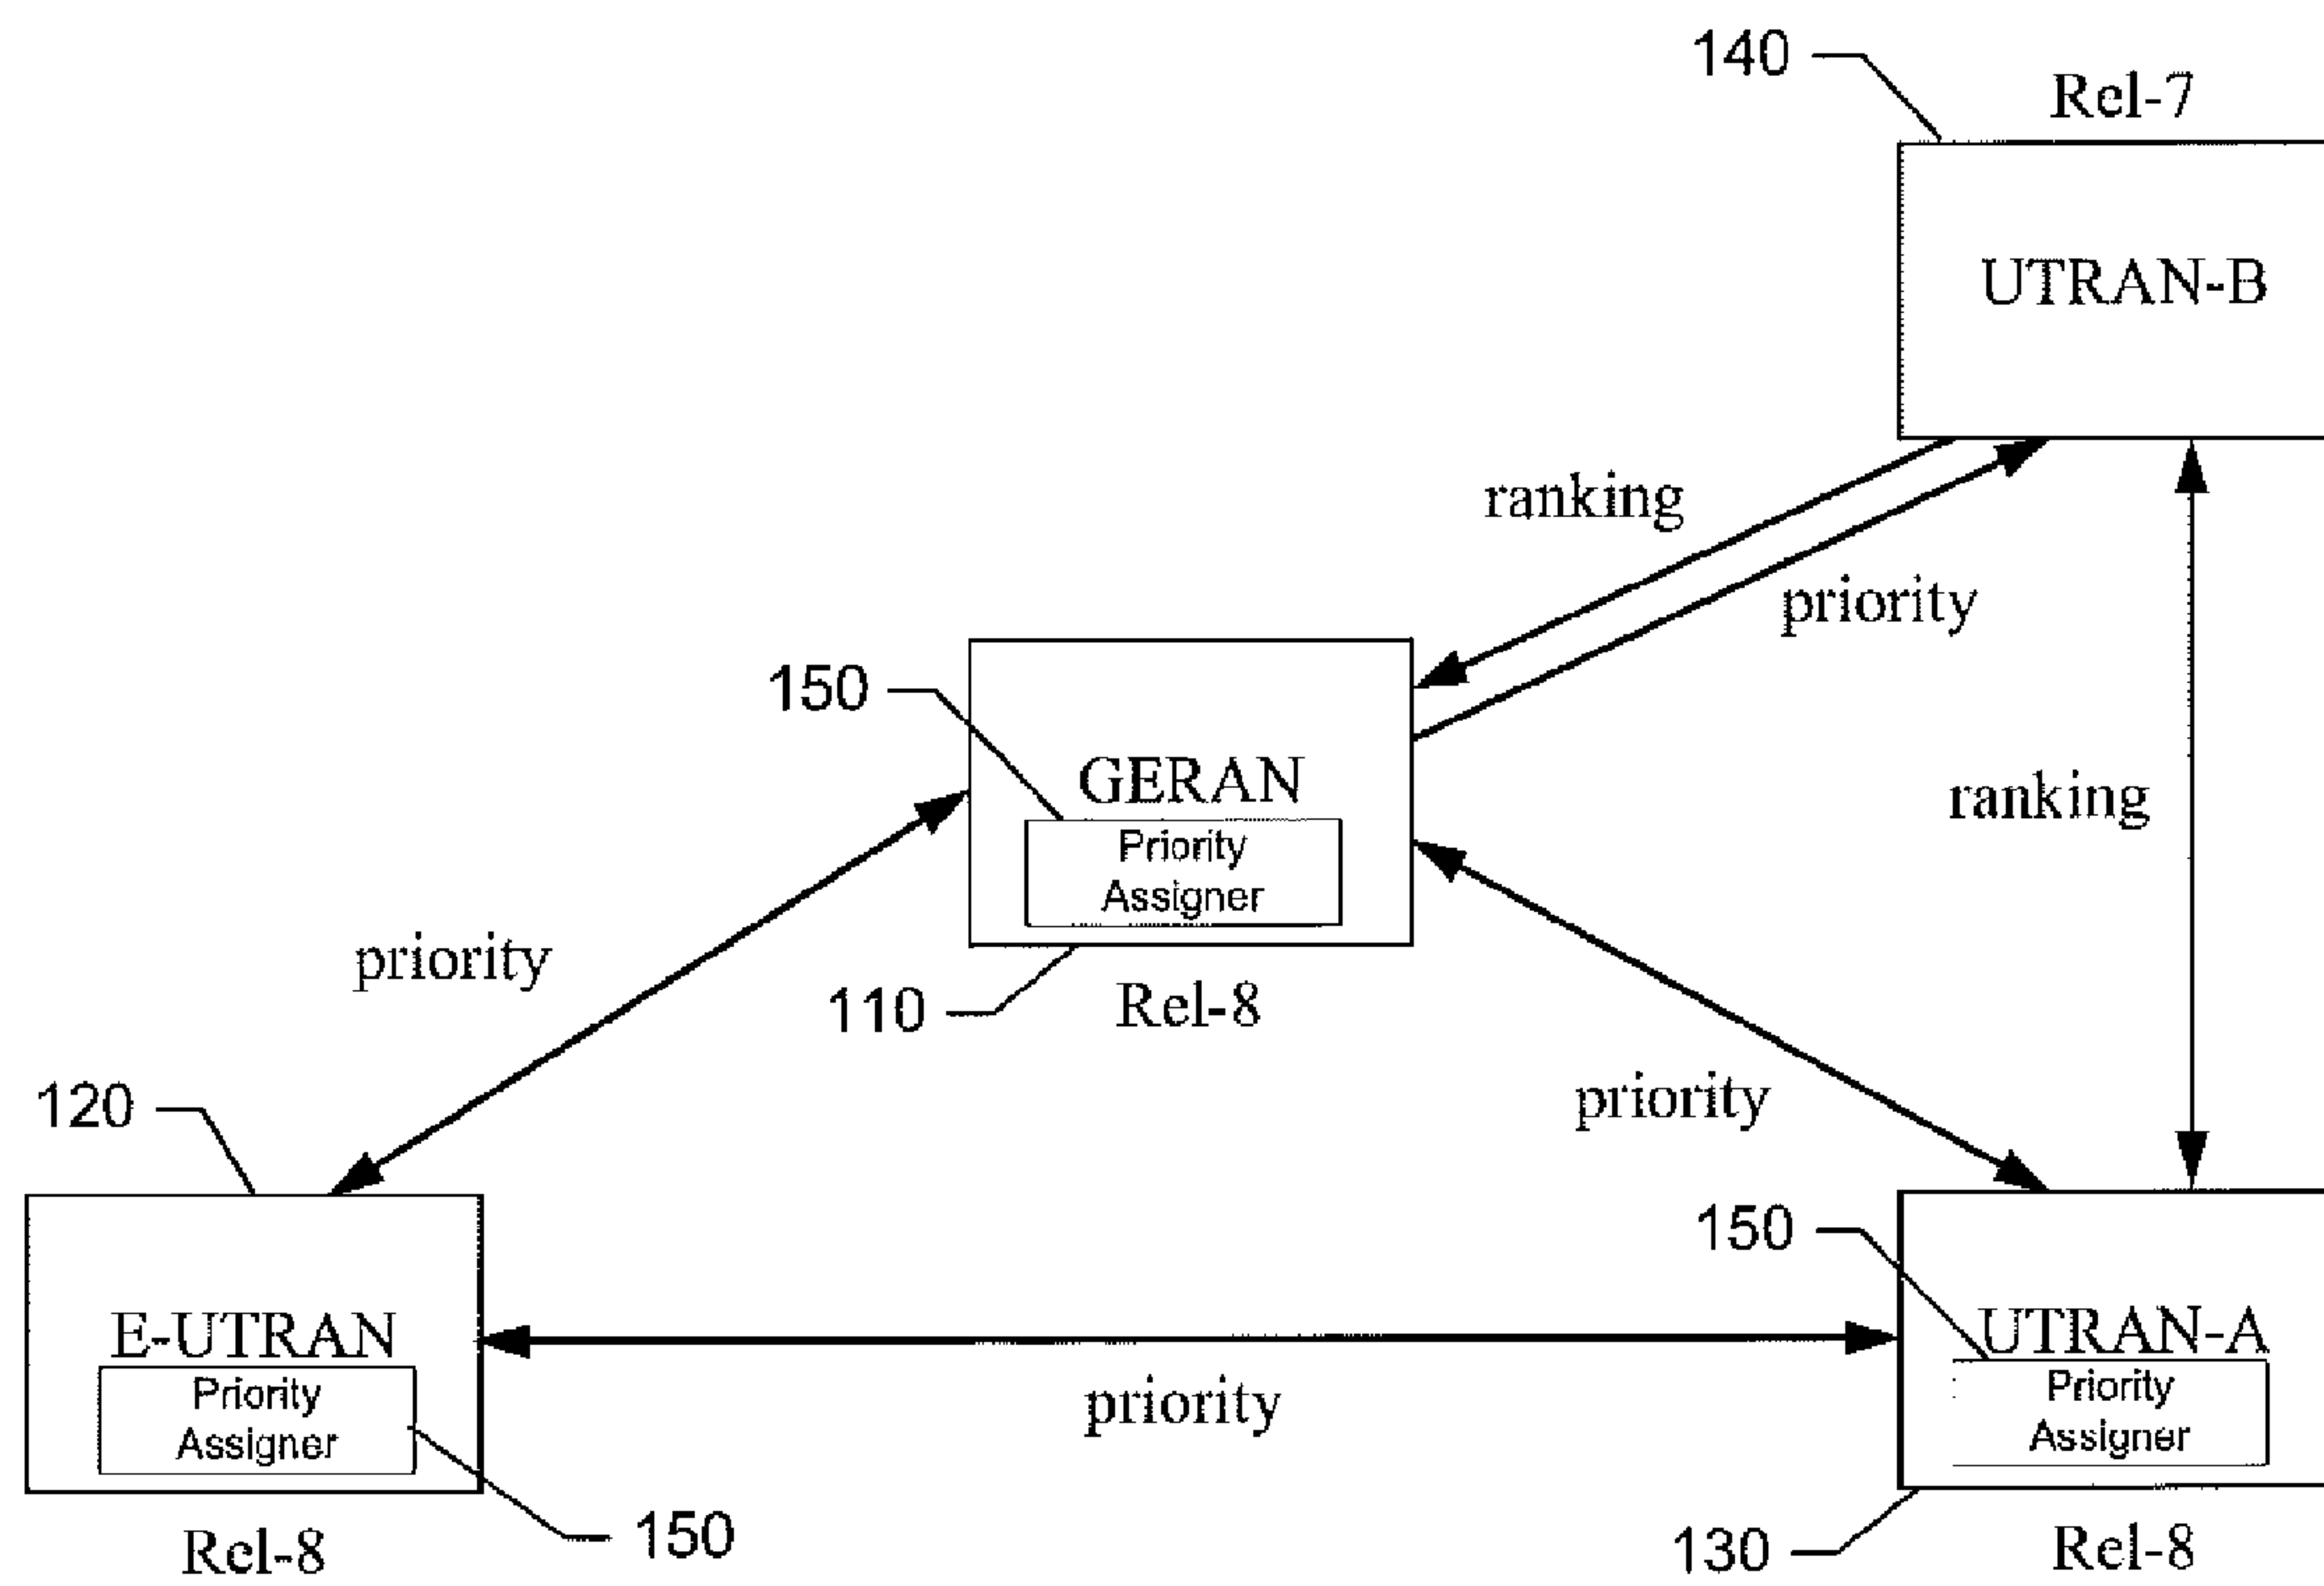 140
Rel-7
UTRAN-B
ranking
priority
150
GERAN
Priority
Assigner
ranking
priority
110
Rel-8
120
priority
150
E-UTRAN
Priority
Assigner
priority
UTRAN-A
Priority
Assigner
150
Rel-8
130
Rel-8